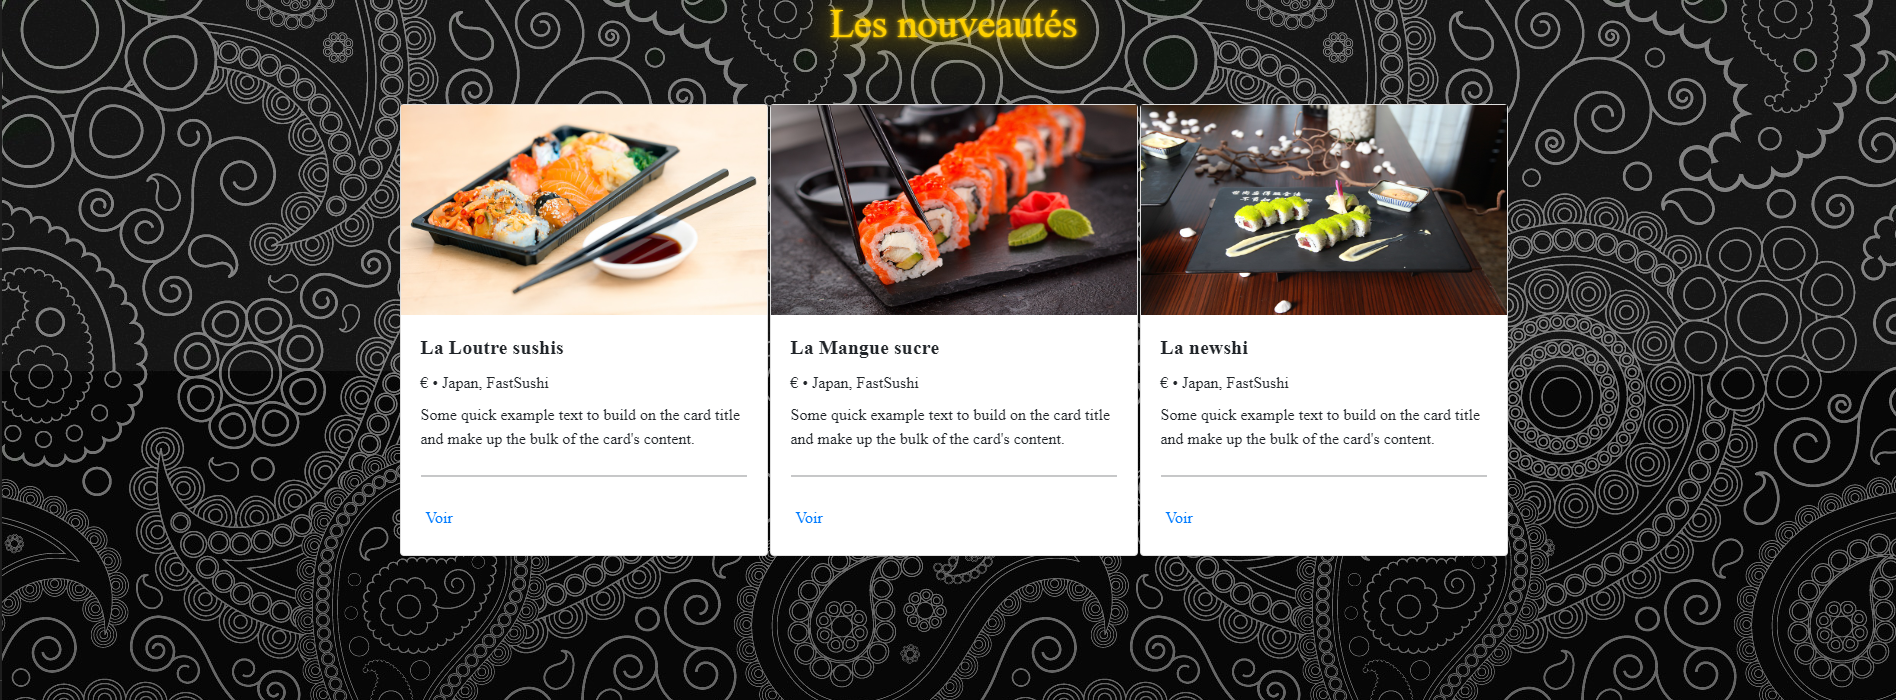 Les nouveautés
La Loutre sushis
€ • Japan, FastSushi
Some quick example text to build on the card title
and make up the bulk of the card's content.
Voir
La Mangue sucre
€ • Japan, FastSushi
Some quick example text to build on the card title
and make up the bulk of the card's content.
Voir
La newshi
€ • Japan, FastSushi
Some quick example text to build on the card title
and make up the bulk of the card's content.
Voir